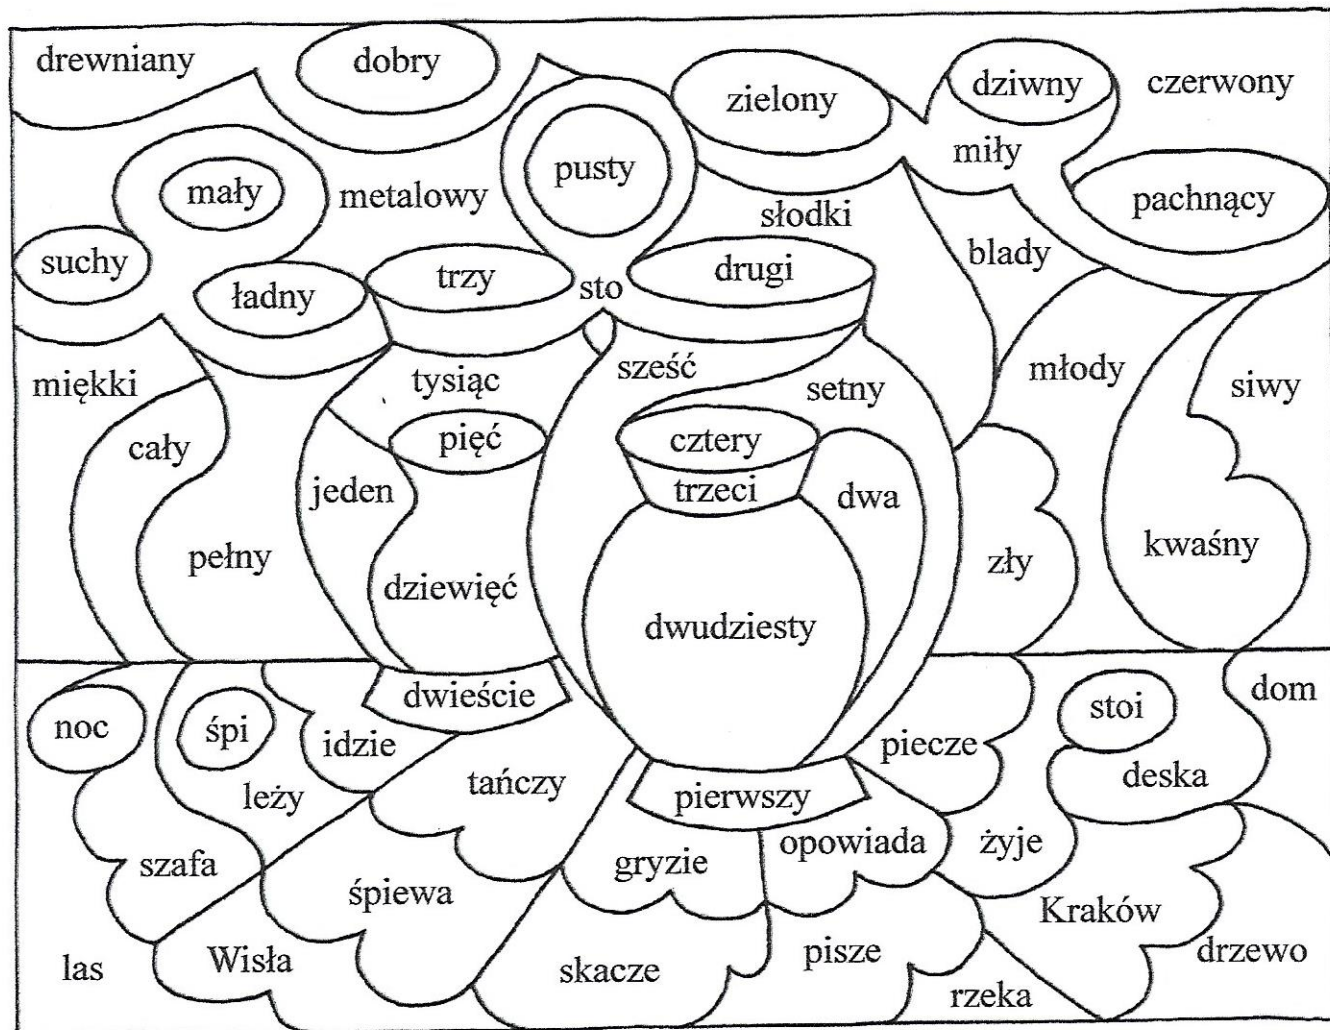 drewniany
dobry
zielony
dziwny
czerwony
mały
metalowy
pusty
miły
słodki
pachnący
suchy
ładny
trzy
sto
drugi
blady
miękki
tysiąc
sześć
setny
młody
siwy
cały
pięć
cztery
jeden
trzeci
dwa
pełny
dziewięć
dwudziesty
zły
kwaśny
noc
śpi
idzie
dwieście
piecze
stoi
dom
leży
tańczy
pierwszy
deska
szafa
śpiewa
gryzie
opowiada
żyje
Kraków
las
Wisła
skacze
pisze
rzeka
drzewo